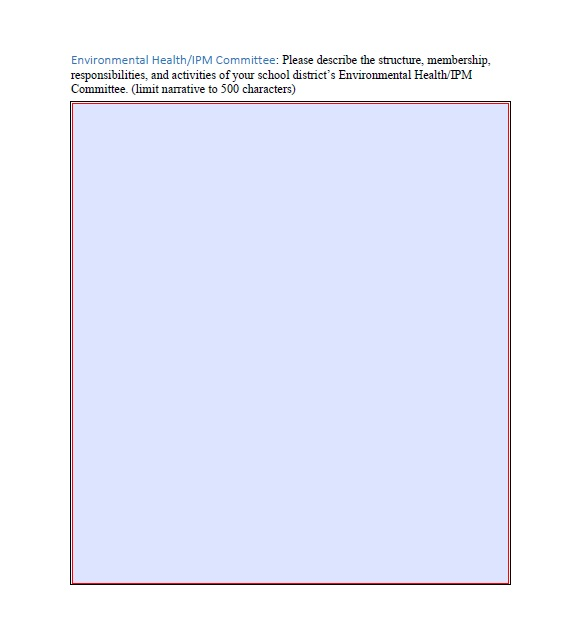 Environmental Health/IPM Committee: Please describe the structure, membership,
responsibilities, and activities of your school district’s Environmental Health/IPM
Committee. (limit narrative to 500 characters)